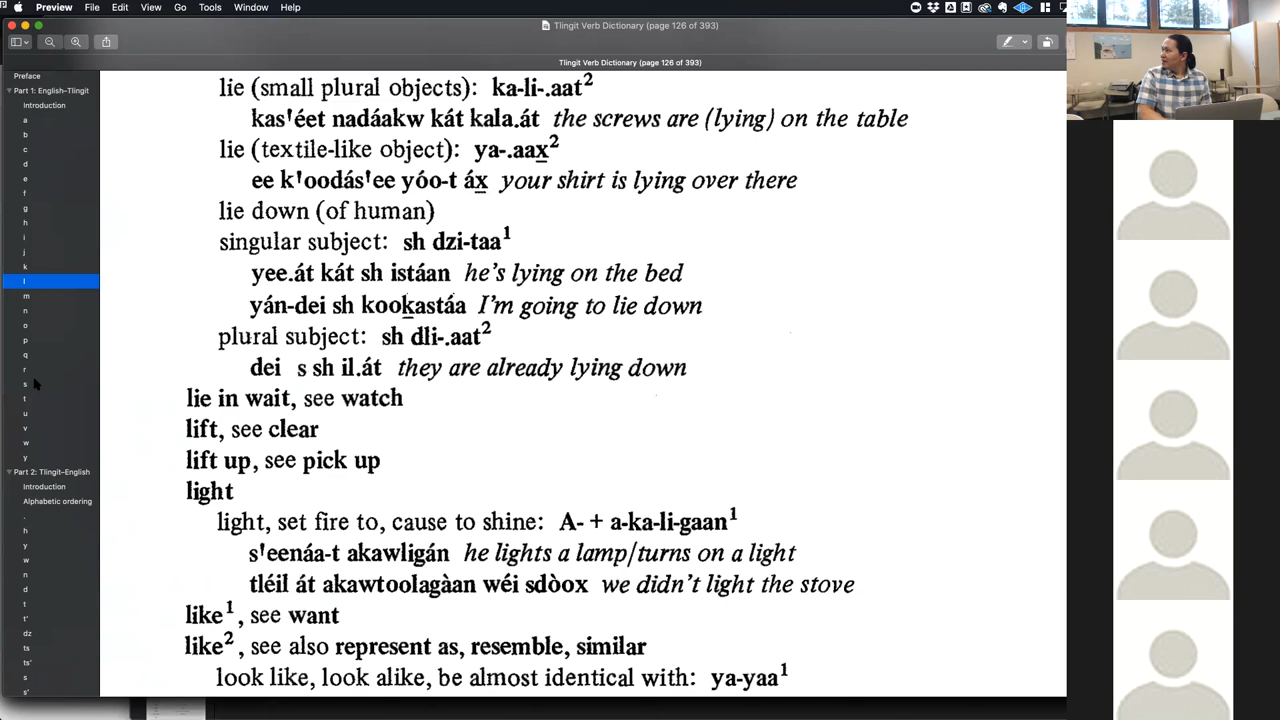 Preview File Edit View Go Tools Window Help
Tlingit Verb Dictionary (page 126 of 393)
Tlingit Verb Dictionary (page 126 of 393)
Preface
Part 1: English–Tlingit
Introduction
a
b
c
d
e
f
g
h
i
j
k
l
m
n
o
p
q
r
s
t
u
v
w
y
Part 2: Tlingit–English
Introduction
Alphabetic ordering
.
h
y
w
n
d
t
t'
dz
ts
ts'
s
s'
lie (small plural objects): ka-li-.aat²
kas'éet nadáakw kát kala.át the screws are (lying) on the table
lie (textile-like object): ya-.aax̲²
ee k'oodás'ee yóo-t áx̲ your shirt is lying over there
lie down (of human)
singular subject: sh dzi-taa¹
yee.át kát sh istáan he's lying on the bed
yán-dei sh kook̲astáa I'm going to lie down
plural subject: sh dli-.aat²
dei s sh il.át they are already lying down
lie in wait, see watch
lift, see clear
lift up, see pick up
light
light, set fire to, cause to shine: A- + a-ka-li-gaan¹
s'eenáa-t akawligán he lights a lamp/turns on a light
tléil át akawtoolagàan wéi sdòox we didn't light the stove
like¹, see want
like², see also represent as, resemble, similar
look like, look alike, be almost identical with: ya-yaa¹